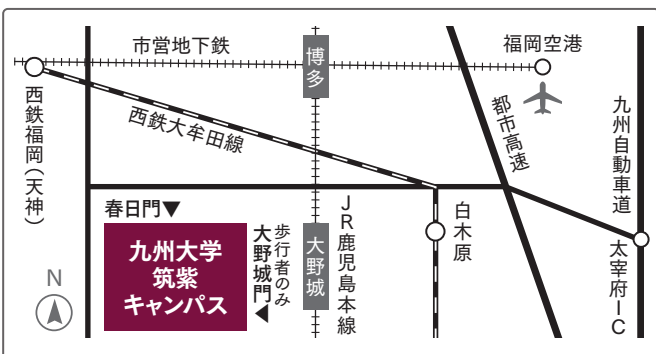 市営地下鉄
博多
福岡空港
西鉄福岡(天神)
西鉄大牟田線
都市高速
九州自動車道
春日門▼
九州大学
筑紫
キャンパス
歩行者のみ
大野城門▲
大野城
JR鹿児島本線
白木原
太宰府IC
N